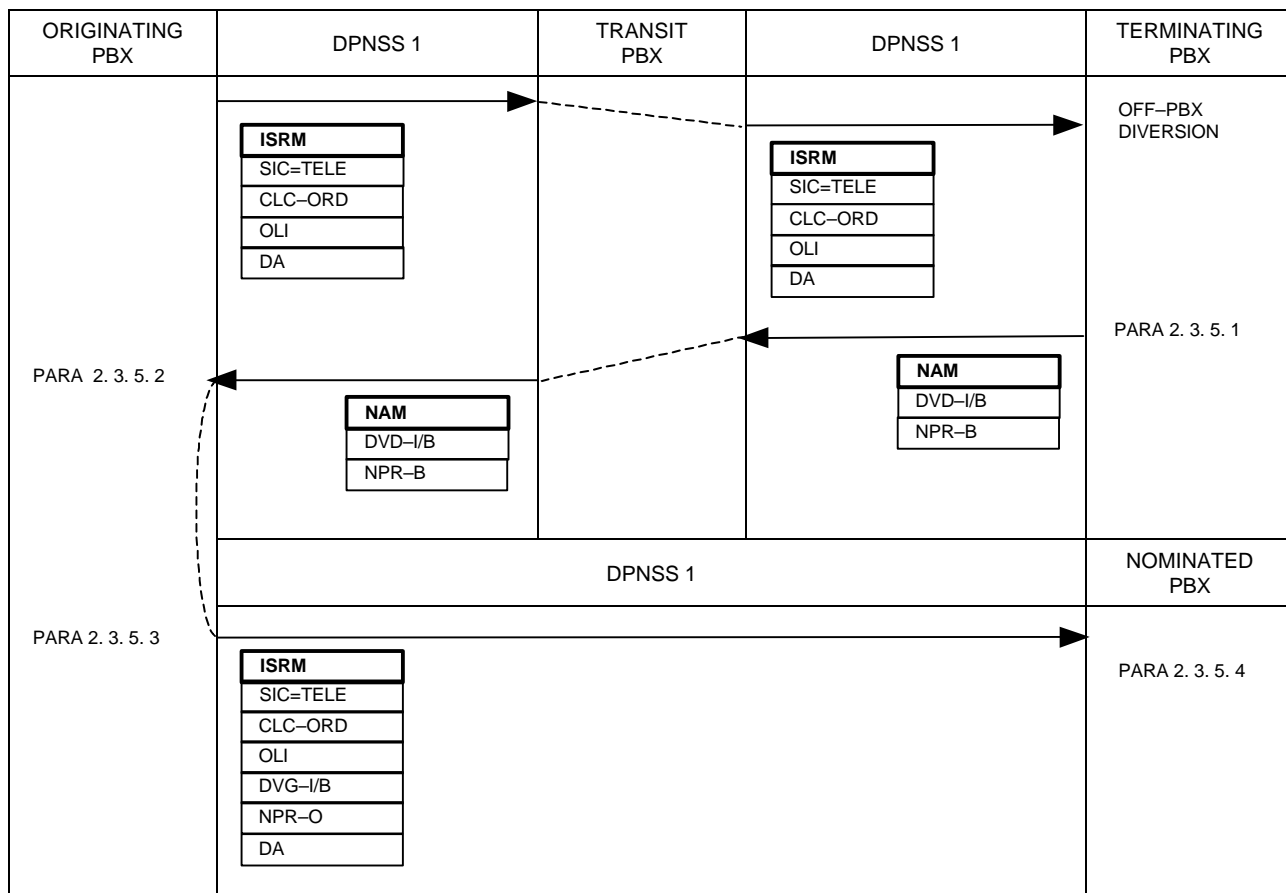 ORIGINATING
PBX
DPNSS 1
TRANSIT
PBX
DPNSS 1
TERMINATING
PBX
OFF–PBX
DIVERSION
ISRM
SIC=TELE
CLC–ORD
OLI
DA
ISRM
SIC=TELE
CLC–ORD
OLI
DA
PARA 2. 3. 5. 1
PARA 2. 3. 5. 2
NAM
DVD–I/B
NPR–B
NAM
DVD–I/B
NPR–B
DPNSS 1
NOMINATED
PBX
PARA 2. 3. 5. 3
ISRM
SIC=TELE
CLC–ORD
OLI
DVG–I/B
NPR–O
DA
PARA 2. 3. 5. 4